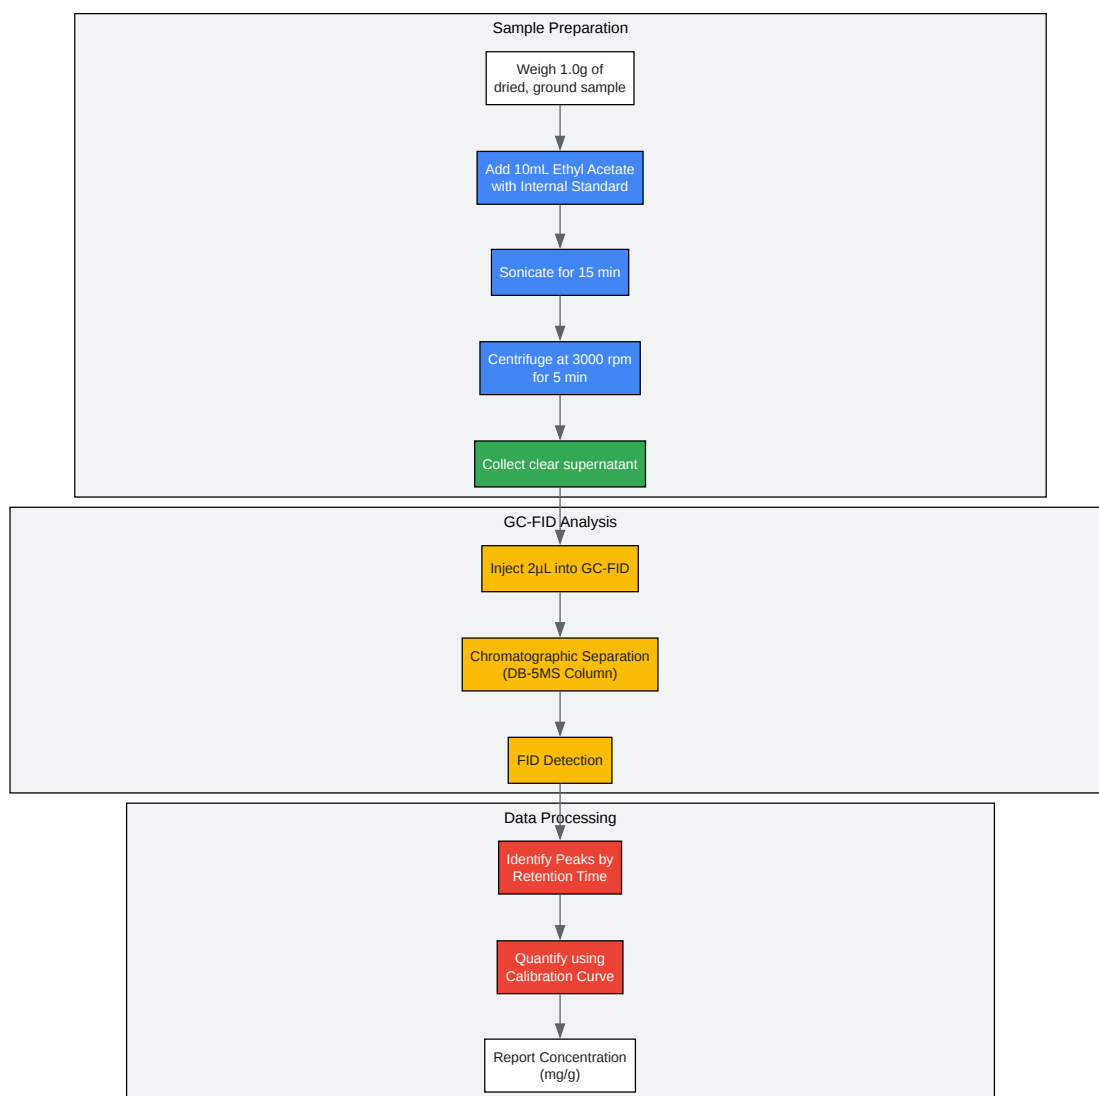 Sample Preparation
Weigh 1.0g of
dried, ground sample
Add 10mL Ethyl Acetate
with Internal Standard
Sonicate for 15 min
Centrifuge at 3000 rpm
for 5 min
Collect clear supernatant
GC-FID Analysis
Inject 2µL into GC-FID
Chromatographic Separation
(DB-5MS Column)
FID Detection
Data Processing
Identify Peaks by
Retention Time
Quantify using
Calibration Curve
Report Concentration
(mg/g)